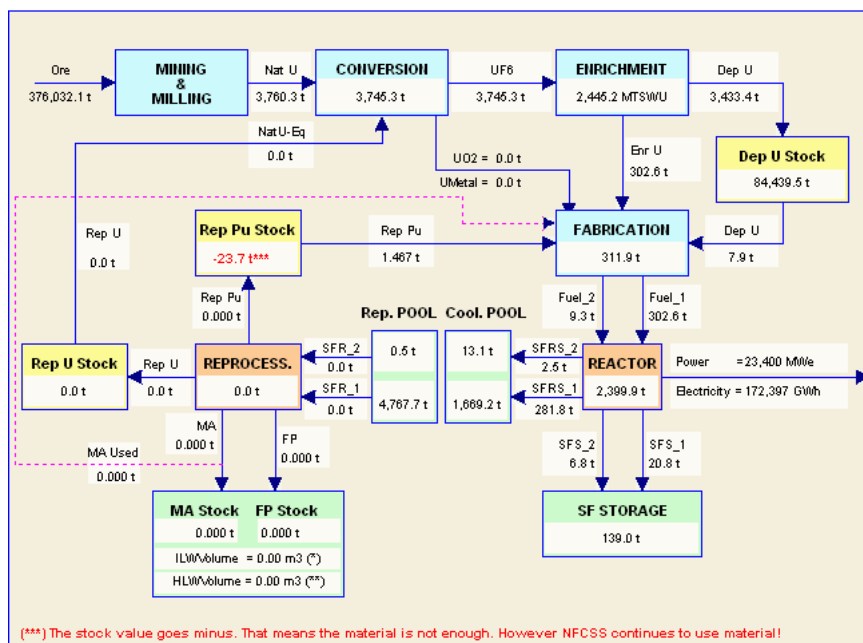 Ore
376,032.1 t
MINING
&
MILLING
Nat U
3,760.3 t
CONVERSION
3,745.3 t
UF6
3,745.3 t
ENRICHMENT
2,445.2 MTSWU
Dep U
3,433.4 t
NatU-Eq
0.0 t
UO2 = 0.0 t
UMetal = 0.0 t
Enr U
302.6 t
Dep U Stock
84,439.5 t
Rep U
0.0 t
Rep Pu Stock
-23.7 t***
Rep Pu
1.467 t
FABRICATION
311.9 t
Dep U
7.9 t
Rep Pu
0.000 t
Rep. POOL
Cool. POOL
Fuel_2
9.3 t
Fuel_1
302.6 t
Rep U Stock
0.0 t
Rep U
0.0 t
REPROCESS.
0.0 t
SFR_2
0.0 t
SFR_1
0.0 t
0.5 t
4,767.7 t
13.1 t
1,669.2 t
SFRS_2
2.5 t
SFRS_1
281.8 t
REACTOR
2,399.9 t
Power =23,400 MWe
Electricity = 172,397 GWh
MA
0.000 t
FP
0.000 t
MA Used
0.000 t
SFS_2
6.8 t
SFS_1
20.8 t
MA Stock FP Stock
0.000 t 0.000 t
ILWVolume = 0.00 m3 (*)
HLWVolume = 0.00 m3 (**)
SF STORAGE
139.0 t
(***) The stock value goes minus. That means the material is not enough. However NFCSS continues to use material!